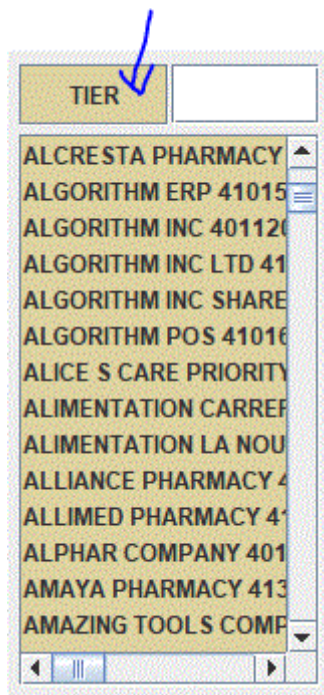 TIER
ALCRESTA PHARMACY
ALGORITHM ERP 41015
ALGORITHM INC 401120
ALGORITHM INC LTD 41
ALGORITHM INC SHARE
ALGORITHM POS 41016
ALICE S CARE PRIORITY
ALIMENTATION CARREF
ALIMENTATION LA NOU
ALLIANCE PHARMACY 4
ALLIMED PHARMACY 41
ALPHAR COMPANY 401
AMAYA PHARMACY 413
AMAZING TOOLS COMP